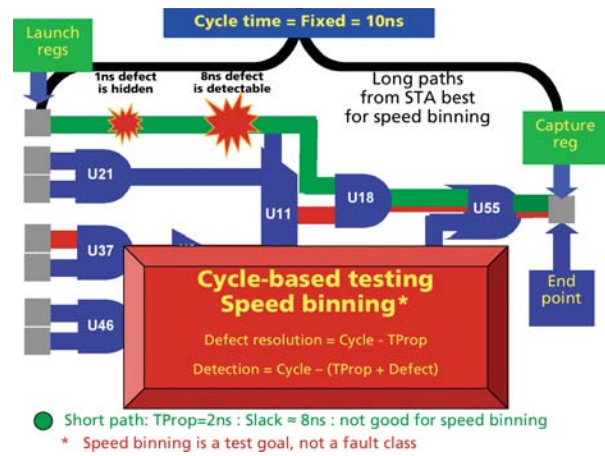 Cycle time = Fixed = 10ns
Launch
regs
1ns defect
is hidden
8ns defect
is detectable
Long paths
from STA best
for speed binning
Capture
reg
U21
U11
U18
U55
U37
U46
End
point
Cycle-based testing
Speed binning*
Defect resolution = Cycle - TProp
Detection = Cycle – (TProp + Defect)
Short path: TProp=2ns : Slack ≈ 8ns : not good for speed binning
* Speed binning is a test goal, not a fault class